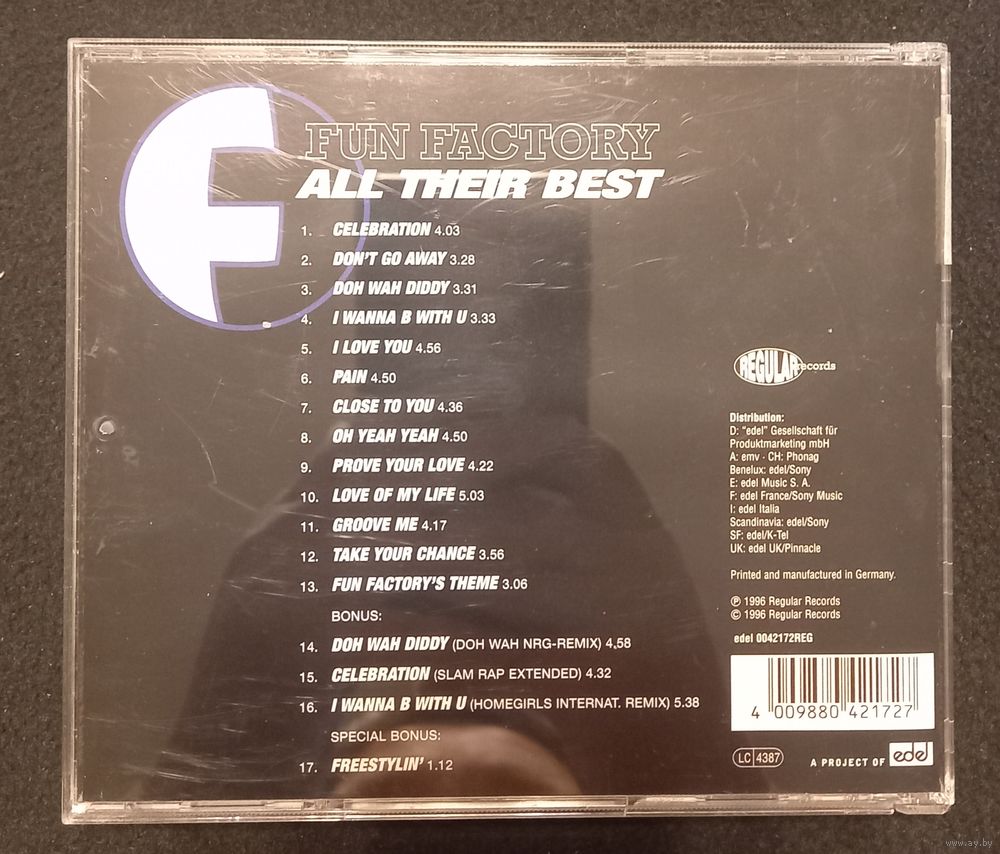 FUN FACTORY
ALL THEIR BEST
1. CELEBRATION 4.03
2. DON'T GO AWAY 3.28
3. DOH WAH DIDDY 3.31
4. I WANNA B WITH U 3.33
5. I LOVE YOU 4.56
6. PAIN 4.50
7. CLOSE TO YOU 4.36
8. OH YEAH YEAH 4.50
9. PROVE YOUR LOVE 4.22
10. LOVE OF MY LIFE 5.03
11. GROOVE ME 4.17
12. TAKE YOUR CHANCE 3.56
13. FUN FACTORY'S THEME 3.06
BONUS:
14. DOH WAH DIDDY (DOH WAH NRG-REMIX) 4,58
15. CELEBRATION (SLAM RAP EXTENDED) 4.32
16. I WANNA B WITH U (HOMEGIRLS INTERNAT. REMIX) 5.38
SPECIAL BONUS:
17. FREESTYLIN' 1.12
REGULAR records
Distribution:
D: "edel" Gesellschaft für
Produktmarketing mbH
A: emv · CH: Phonag
Benelux: edel/Sony
E: edel Music S. A.
F: edel France/Sony Music
I: edel Italia
Scandinavia: edel/Sony
SF: edel/K-Tel
UK: edel UK/Pinnacle
Printed and manufactured in Germany.
℗ 1996 Regular Records
© 1996 Regular Records
edel 0042172REG
4 009880 421727
LC 4387
A PROJECT OF edel
www.ay.by